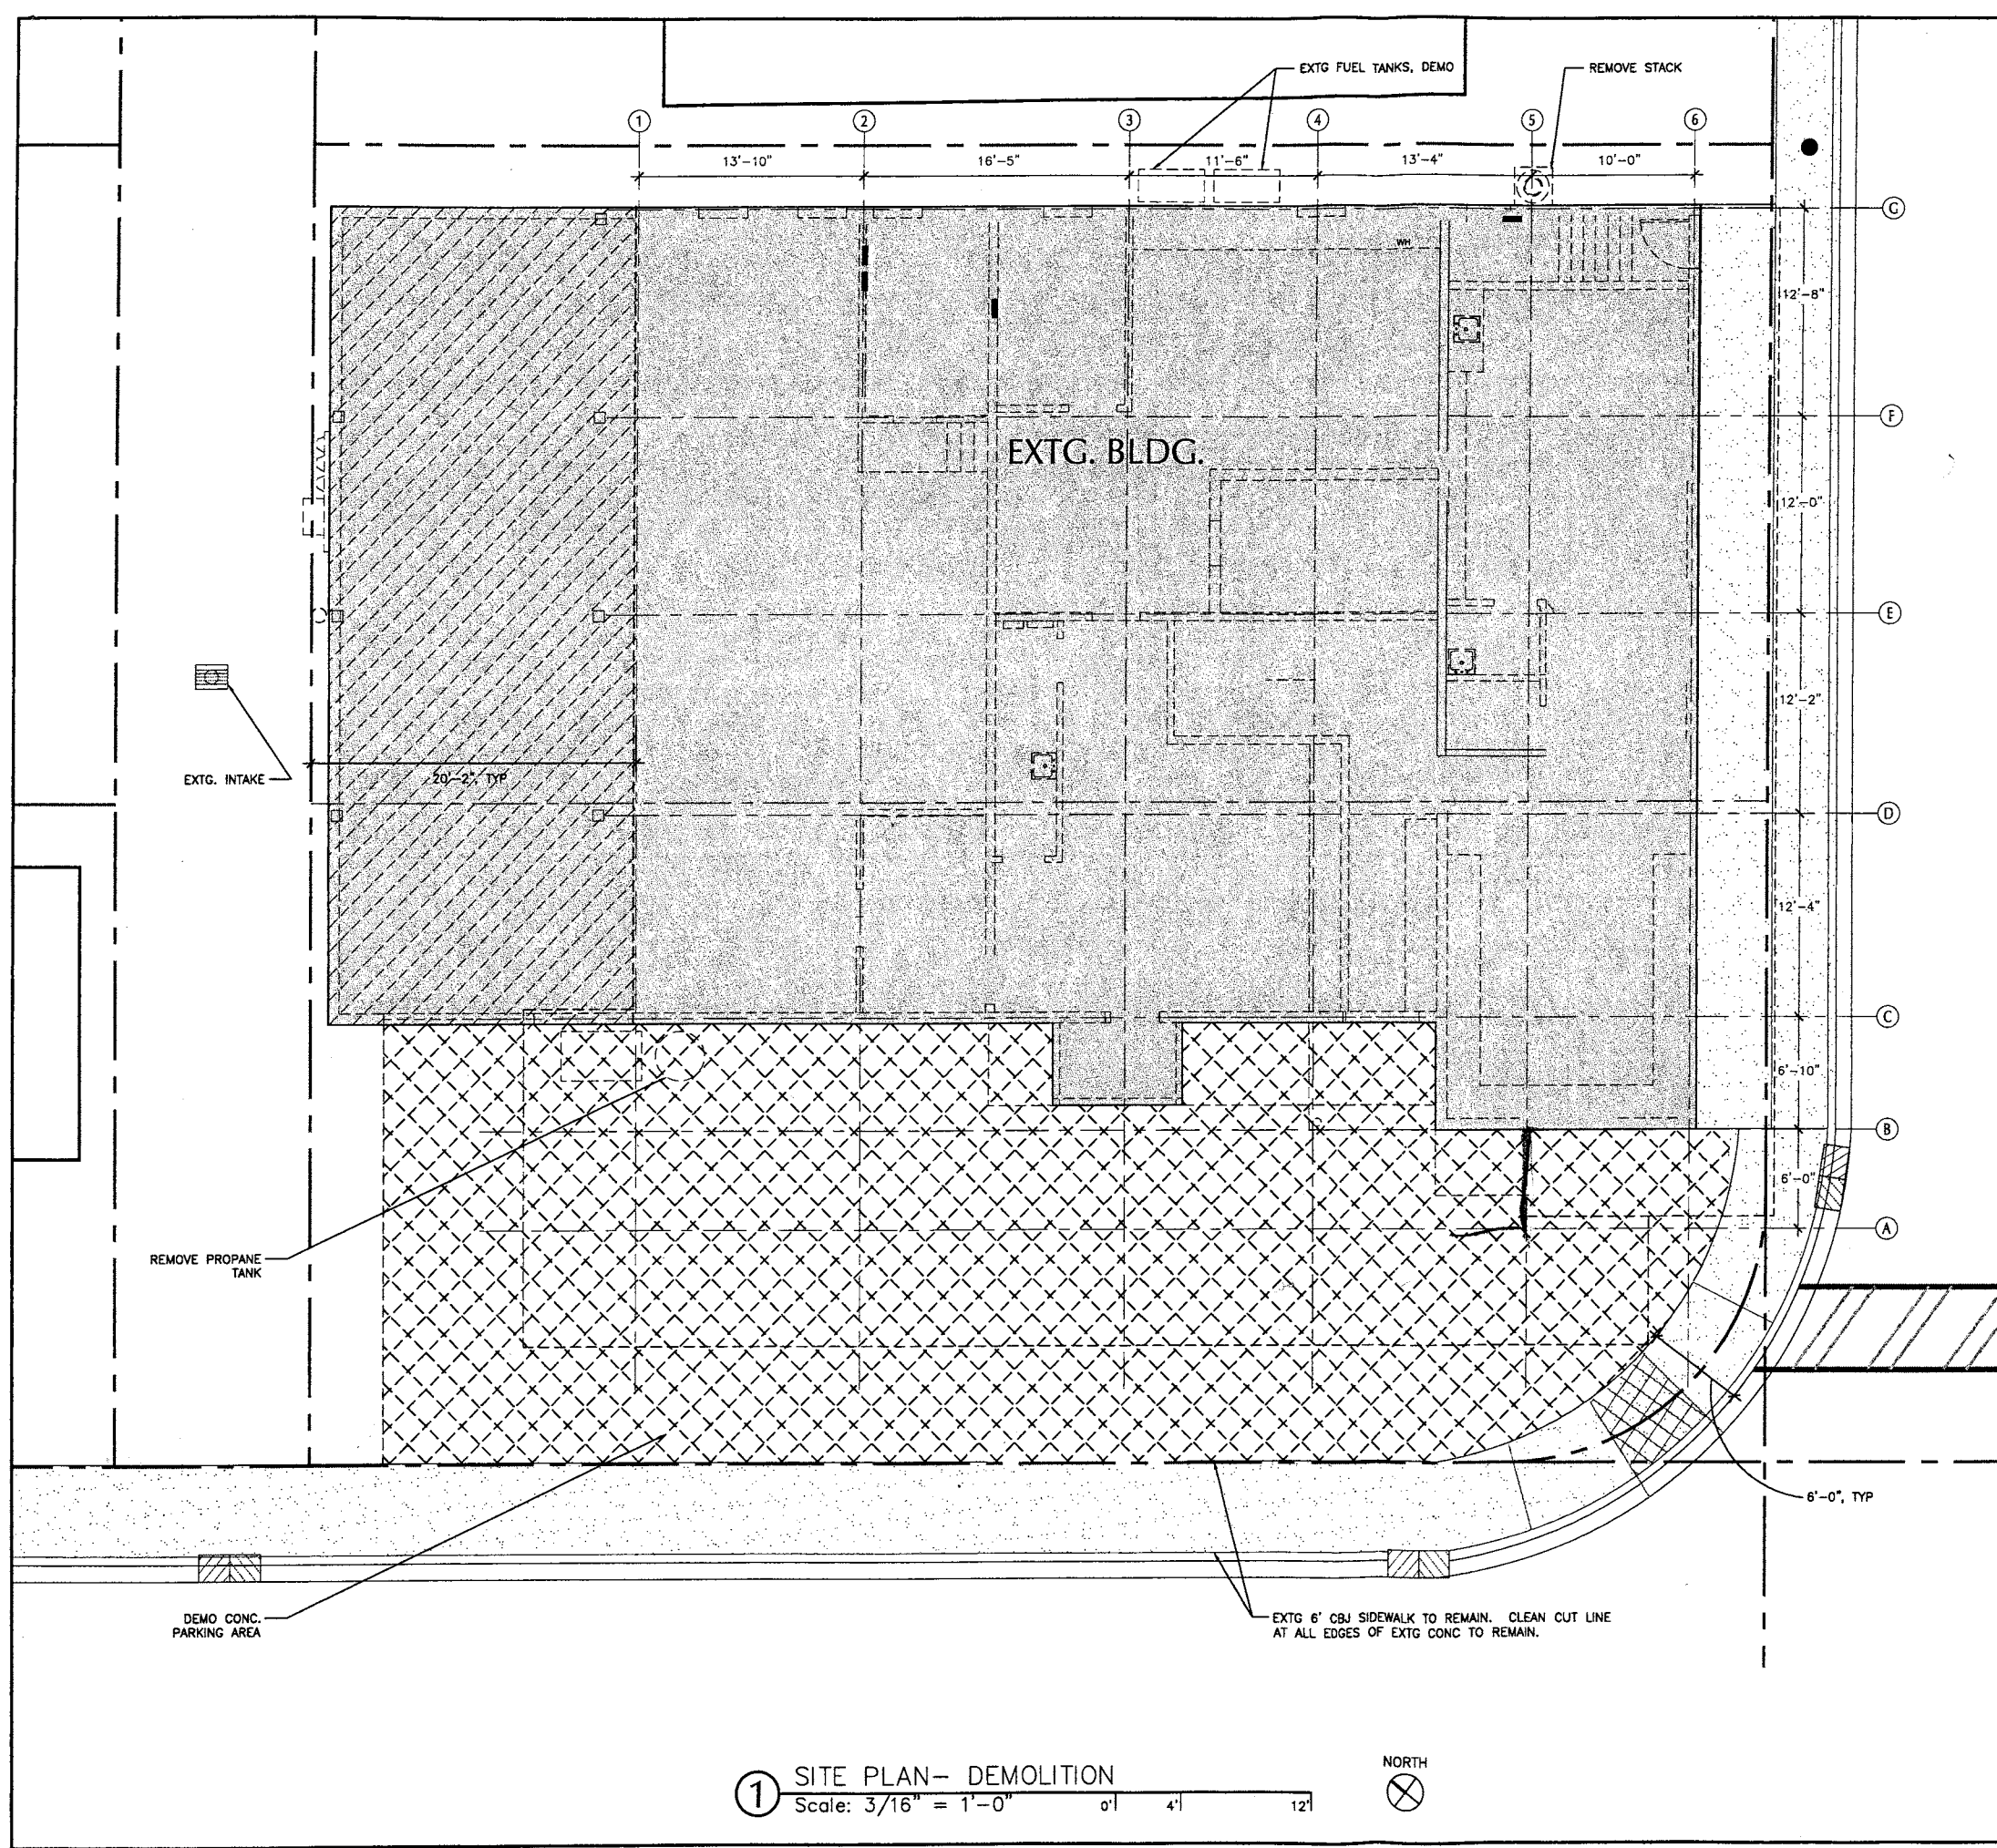 EXTG FUEL TANKS, DEMO
REMOVE STACK
1
2
3
4
5
6
13'-10"
16'-5"
11'-6"
13'-4"
10'-0"
G
WH
12'-8"
F
EXTG. BLDG.
12'-0"
E
12'-2"
EXTG. INTAKE
20'-2", TYP
D
12'-4"
C
6'-10"
B
6'-0"
A
REMOVE PROPANE
TANK
6'-0", TYP
DEMO CONC.
PARKING AREA
EXTG 6' CBJ SIDEWALK TO REMAIN. CLEAN CUT LINE
AT ALL EDGES OF EXTG CONC TO REMAIN.
NORTH
1 SITE PLAN- DEMOLITION
Scale: 3/16" = 1'-0"
0' 4' 12'